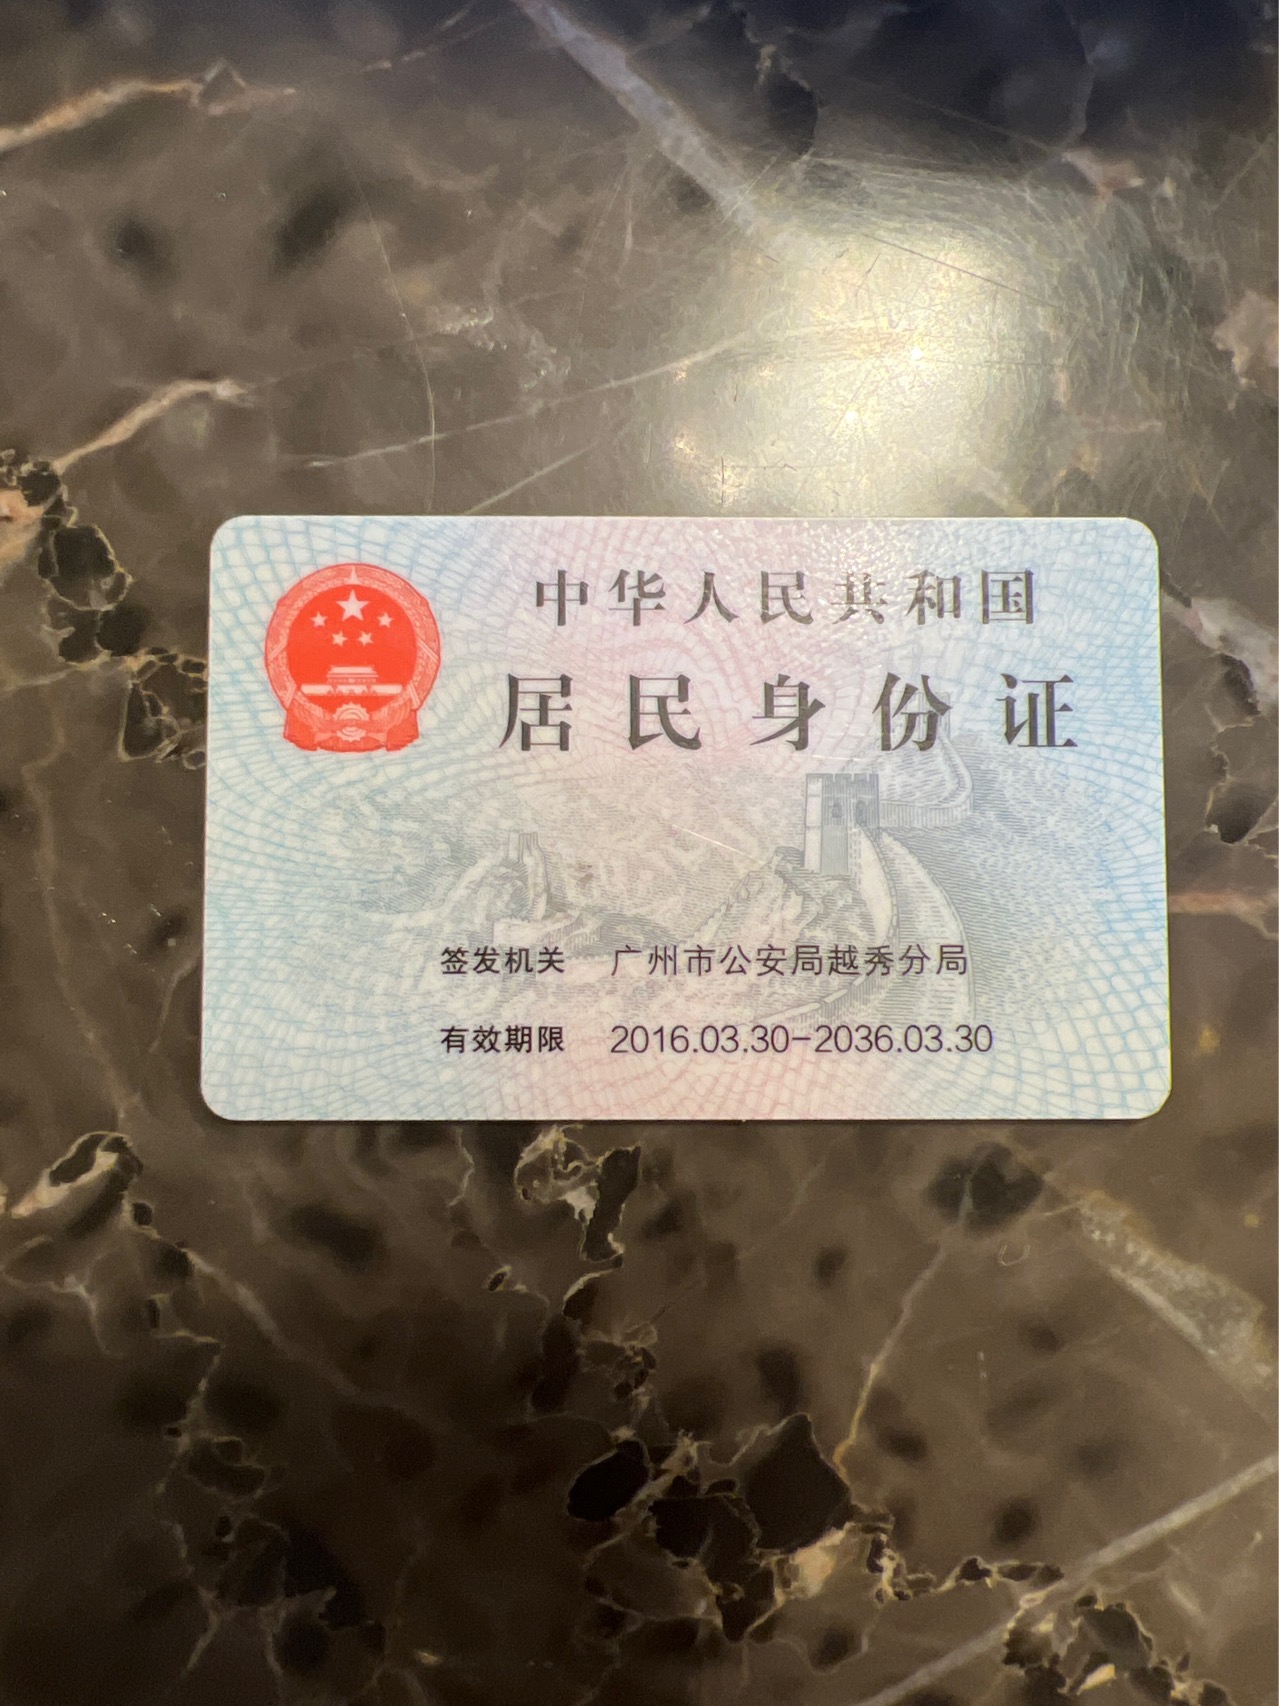 中华人民共和国
居民身份证
签发机关 广州市公安局越秀分局
有效期限 2016.03.30-2036.03.30